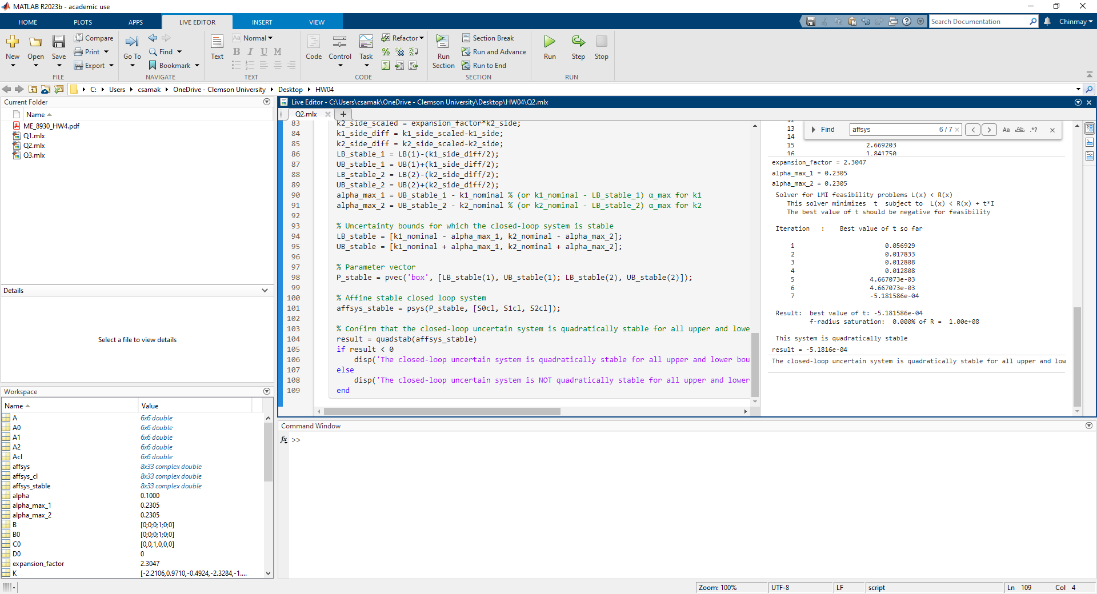 MATLAB R2023b - academic use
HOME PLOTS APPS LIVE EDITOR INSERT VIEW Search Documentation Chinmay
New Open Save Compare Print Export Go To Find Bookmark Text Normal B I U M Code Control Task Refactor Run Section Section Break Run and Advance Run to End Run Step Stop
FILE NAVIGATE TEXT CODE SECTION RUN
C: Users csamak OneDrive - Clemson University Desktop HW04
Current Folder
Name
ME_8930_HW4.pdf
Q1.mlx
Q2.mlx
Q3.mlx
Details
Select a file to view details
Workspace
Name Value
A 6x6 double
A0 6x6 double
A1 6x6 double
A2 6x6 double
Acl 6x6 double
affsys 8x33 complex double
affsys_cl 8x33 complex double
affsys_stable 8x33 complex double
alpha 0.1000
alpha_max_1 0.2305
alpha_max_2 0.2305
B [0;0;0;1;0;0]
B0 [0;0;0;1;0;0]
C0 [0,0,1,0,0,0]
D0 0
expansion_factor 2.3047
K [-2.2106,0.9710,-0.4924,-2.3284,-1....
Live Editor - C:\Users\csamak\OneDrive - Clemson University\Desktop\HW04\Q2.mlx
Q2.mlx
83 k2_side_scaled = expansion_factor*k2_side;
84 k1_side_diff = k1_side_scaled-k1_side;
85 k2_side_diff = k2_side_scaled-k2_side;
86 LB_stable_1 = LB(1)-(k1_side_diff/2);
87 UB_stable_1 = UB(1)+(k1_side_diff/2);
88 LB_stable_2 = LB(2)-(k2_side_diff/2);
89 UB_stable_2 = UB(2)+(k2_side_diff/2);
90 alpha_max_1 = UB_stable_1 - k1_nominal % (or k1_nominal - LB_stable_1) α_max for k1
91 alpha_max_2 = UB_stable_2 - k2_nominal % (or k2_nominal - LB_stable_2) α_max for k2
92
93 % Uncertainty bounds for which the closed-loop system is stable
94 LB_stable = [k1_nominal - alpha_max_1, k2_nominal - alpha_max_2];
95 UB_stable = [k1_nominal + alpha_max_1, k2_nominal + alpha_max_2];
96
97 % Parameter vector
98 P_stable = pvec('box', [LB_stable(1), UB_stable(1); LB_stable(2), UB_stable(2)]);
99
100 % Affine stable closed loop system
101 affsys_stable = psys(P_stable, [S0cl, S1cl, S2cl]);
102
103 % Confirm that the closed-loop uncertain system is quadratically stable for all upper and lowe
104 result = quadstab(affsys_stable)
105 if result < 0
106 disp('The closed-loop uncertain system is quadratically stable for all upper and lower bou
107 else
108 disp('The closed-loop uncertain system is NOT quadratically stable for all upper and lower
109 end
Find affsys 6 / 7 Aa .*?
13
14
15 2.669203
16 1.841750
expansion_factor = 2.3047
alpha_max_1 = 0.2305
alpha_max_2 = 0.2305
Solver for LMI feasibility problems L(x) < R(x)
This solver minimizes t subject to L(x) < R(x) + t*I
The best value of t should be negative for feasibility
Iteration : Best value of t so far
1 0.056929
2 0.017833
3 0.012808
4 0.012808
5 4.667073e-03
6 4.667073e-03
7 -5.181586e-04
Result: best value of t: -5.181586e-04
f-radius saturation: 0.000% of R = 1.00e+08
This system is quadratically stable
result = -5.1816e-04
The closed-loop uncertain system is quadratically stable for all upper and low
Command Window
fx >>
Zoom: 100% UTF-8 LF script Ln 109 Col 4